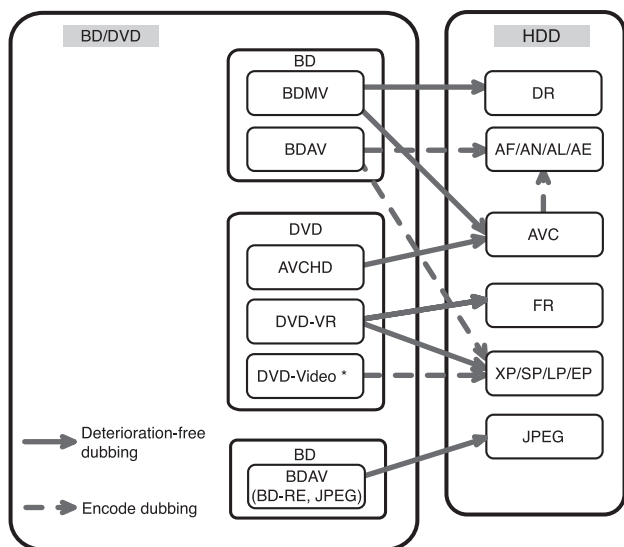 BD/DVD
HDD
BD
BDMV
DR
BDAV
AF/AN/AL/AE
DVD
AVC
AVCHD
DVD-VR
FR
DVD-Video *
XP/SP/LP/EP
Deterioration-free
dubbing
BD
JPEG
BDAV
(BD-RE, JPEG)
Encode dubbing